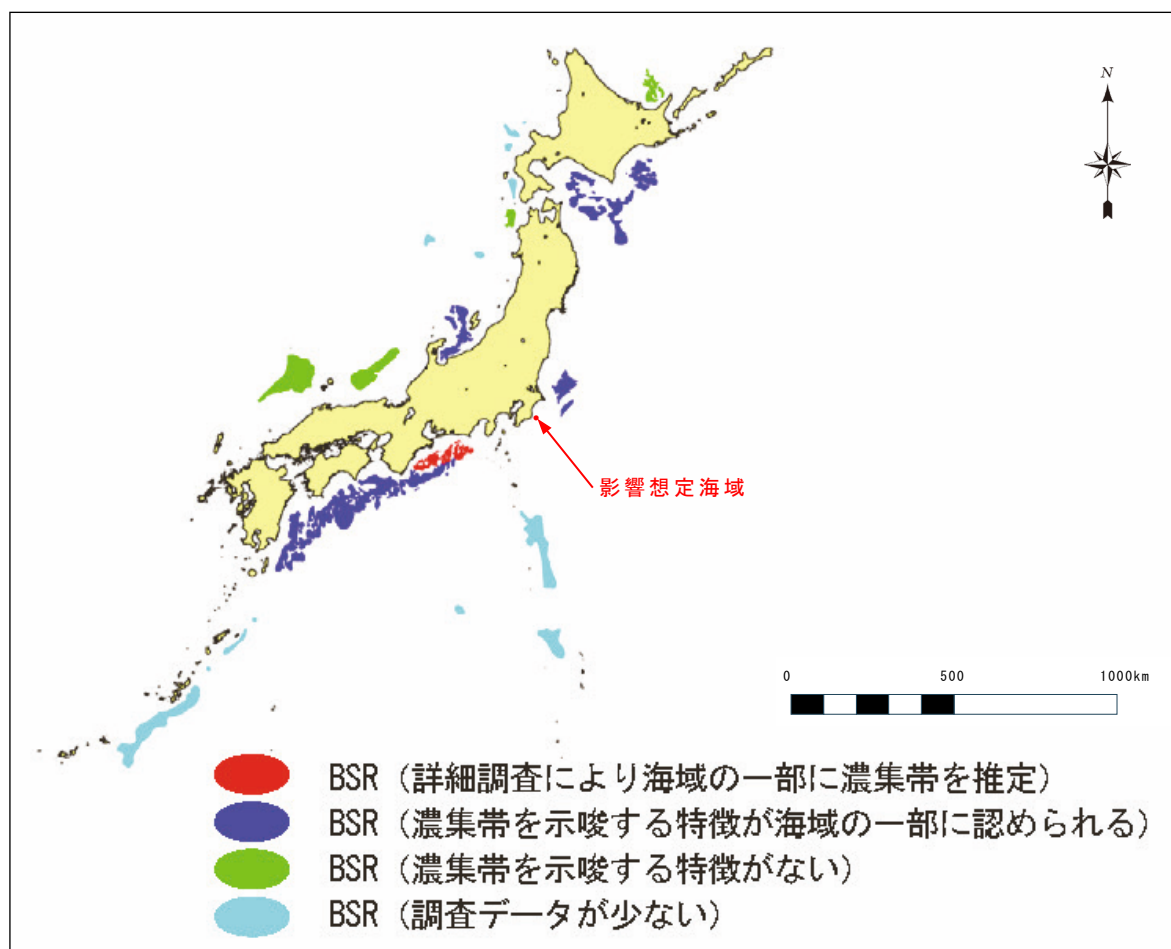 N
影響想定海域
0 500 1000km
BSR (詳細調査により海域の一部に濃集帯を推定)
BSR (濃集帯を示唆する特徴が海域の一部に認められる)
BSR (濃集帯を示唆する特徴がない)
BSR (調査データが少ない)